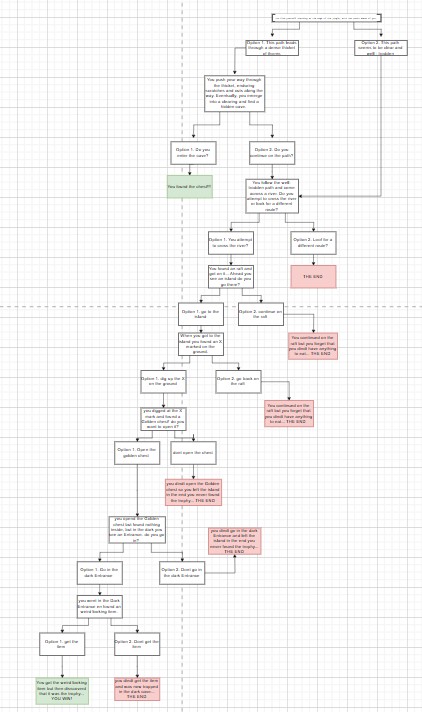 Option 1. This path leads
through a dense thicket
of thorns
Option 2. This path
seems to be clear and
well - trodden
You push your way through
the thicket, enduring
scratches and cuts along the
way. Eventually, you emerge
into a clearing and find a
hidden cave.
Option 1. Do you
enter the cave?
Option 2. Do you
continue on the path?
You found the chest!!!
You follow the well
trodden path and come
across a river. Do you
attempt to cross the river
or look for a different
route?
Option 1. You attempt
to cross the river
Option 2. Look for a
different route?
You found an raft and
get on it... Ahead you
see an island do you
go there?
THE END
Option 1. go to the
island
Option 2. continue on
the raft
When you got to the
island you found an X
marked on the
ground.
You continued on the
raft but you forgot that
you didn't have anything
to eat... THE END
Option 1. dig up the X
on the ground
Option 2. go back on
the raft
You continued on the
raft but you forgot that
you didn't have anything
to eat... THE END
you digged at the X
mark and found a
Golden chest! do you
want to open it?
Option 1. Open the
golden chest
dont open the chest
you didn't open the Golden
chest so you left the island
in the end you never found
the trophy... THE END
you opened the Golden
chest but found nothing
inside, but in the dark you
see an Entrance. do you go
in?
you didn't go in the dark
Entrance and left the
island in the end you
never found the trophy...
THE END
Option 1. Go in the
dark Entrance
Option 2. Dont go in
the dark Entrance
you went in the Dark
Entrance an found an
weird barking item
Option 1. get the
item
Option 2. Dont get the
item
You got the weird barking
item but then discovered
that it was the trophy...
YOU WIN!!
you didn't get the item
and was now trapped
in the dark cave...
THE END